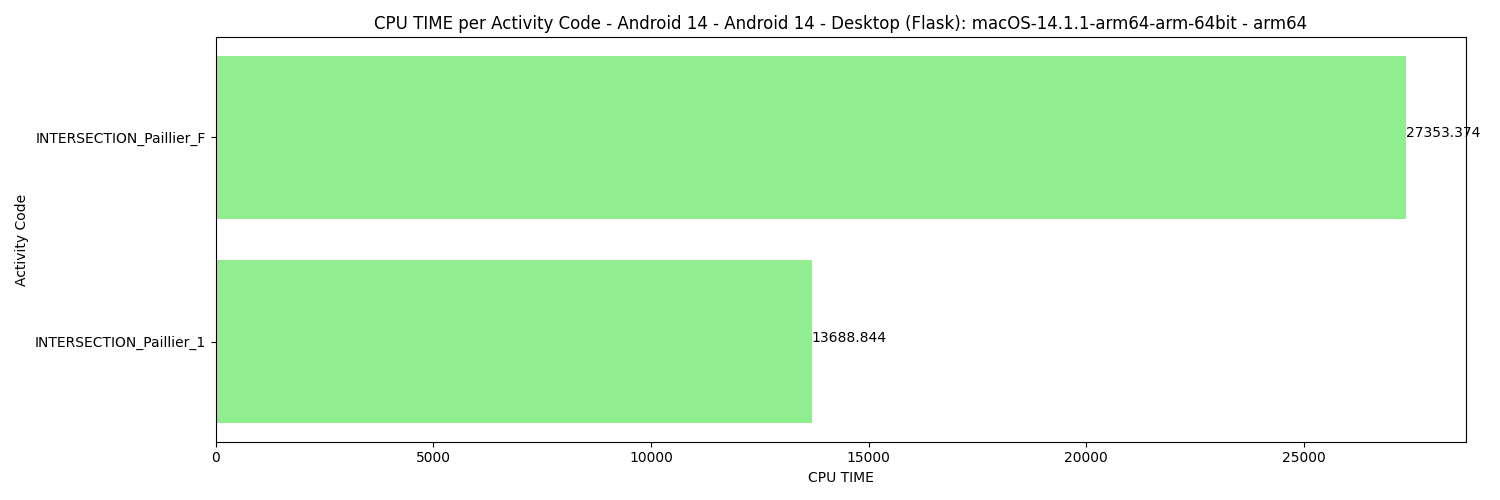 CPU TIME per Activity Code - Android 14 - Android 14 - Desktop (Flask): macOS-14.1.1-arm64-arm-64bit - arm64
INTERSECTION_Paillier_F
27353.374
Activity Code
INTERSECTION_Paillier_1
13688.844
0 5000 10000 15000 20000 25000
CPU TIME